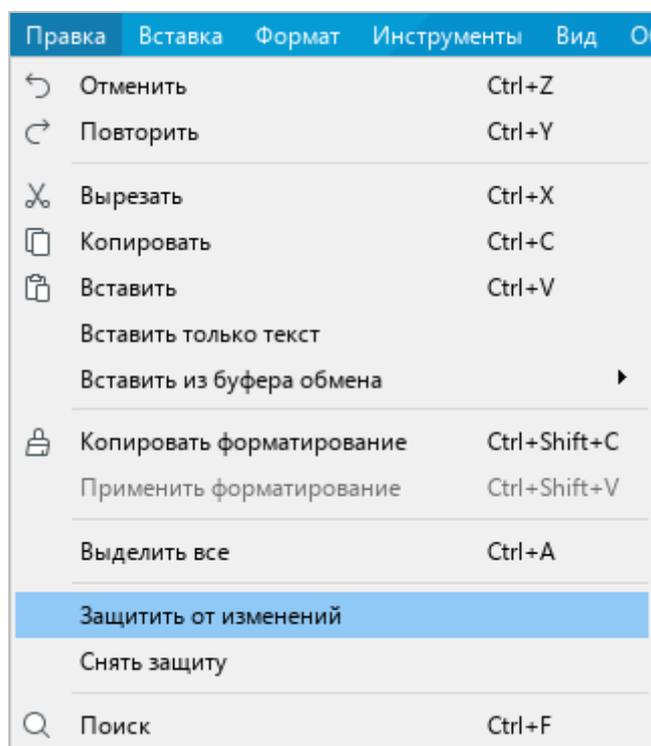 Правка Вставка Формат Инструменты Вид
Отменить Ctrl+Z
Повторить Ctrl+Y
Вырезать Ctrl+X
Копировать Ctrl+C
Вставить Ctrl+V
Вставить только текст
Вставить из буфера обмена
Копировать форматирование Ctrl+Shift+C
Применить форматирование Ctrl+Shift+V
Выделить все Ctrl+A
Защитить от изменений
Снять защиту
Поиск Ctrl+F